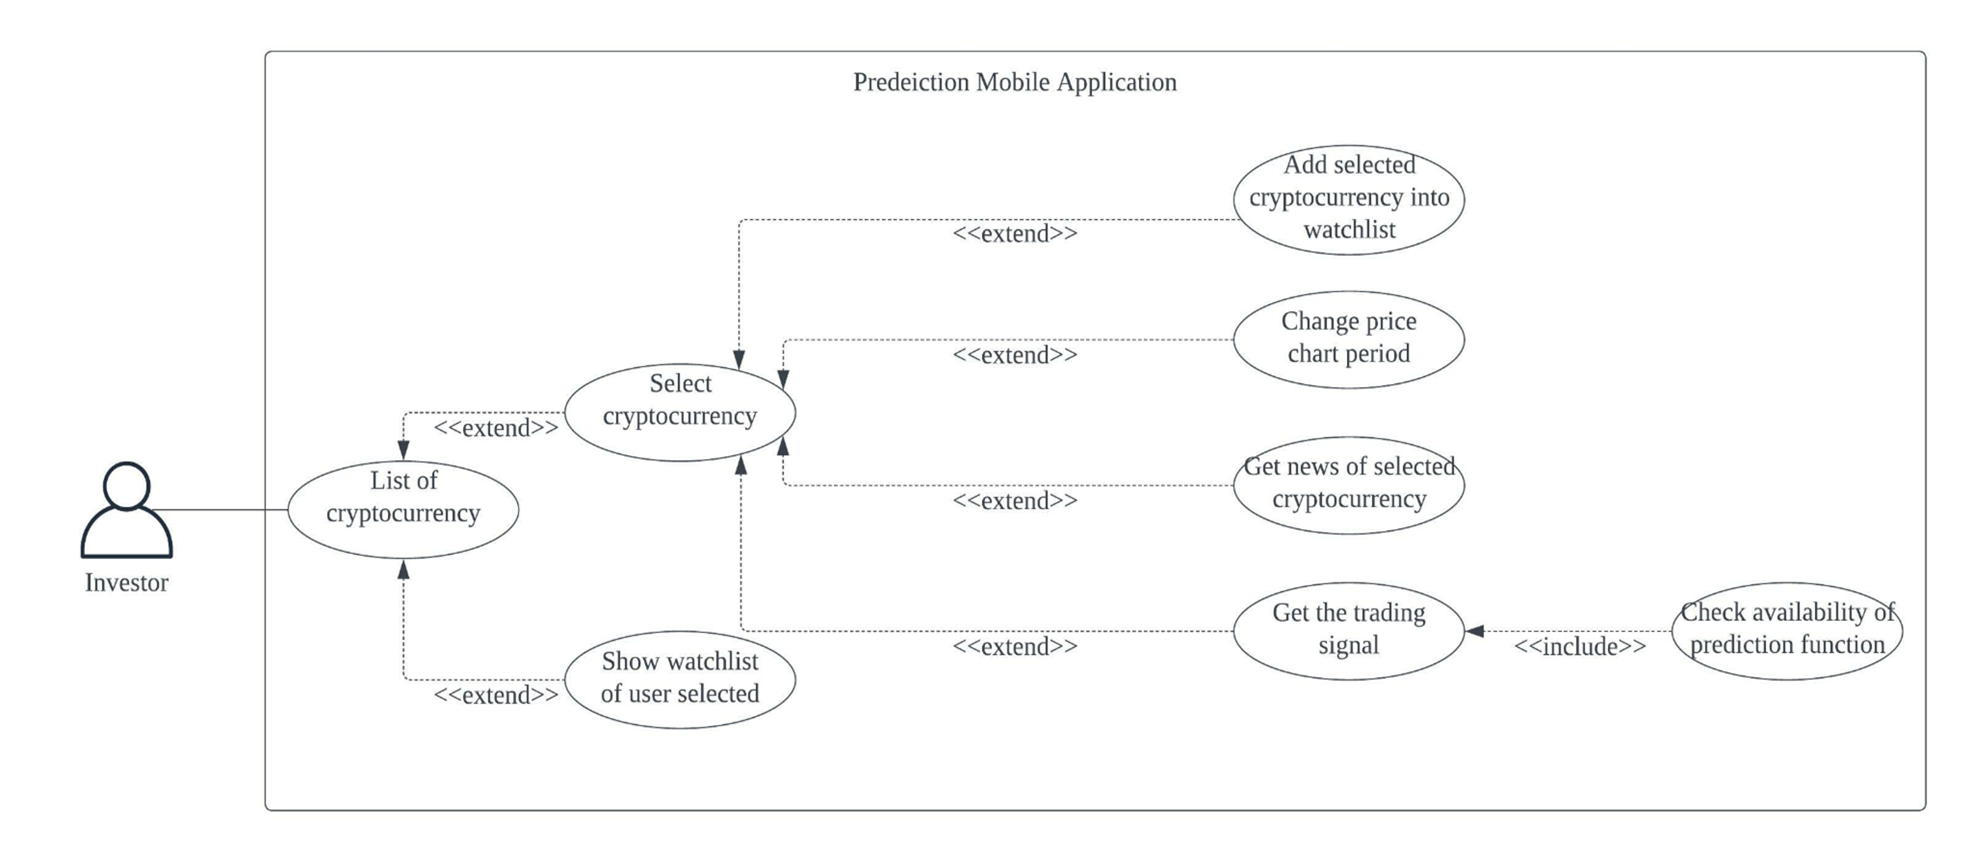 Predeiction Mobile Application
Add selected
cryptocurrency into
watchlist
<<extend>>
Change price
chart period
<<extend>>
Select
cryptocurrency
<<extend>>
List of
cryptocurrency
Get news of selected
cryptocurrency
<<extend>>
Investor
Get the trading
signal
<<extend>>
Check availability of
prediction function
<<include>>
Show watchlist
of user selected
<<extend>>